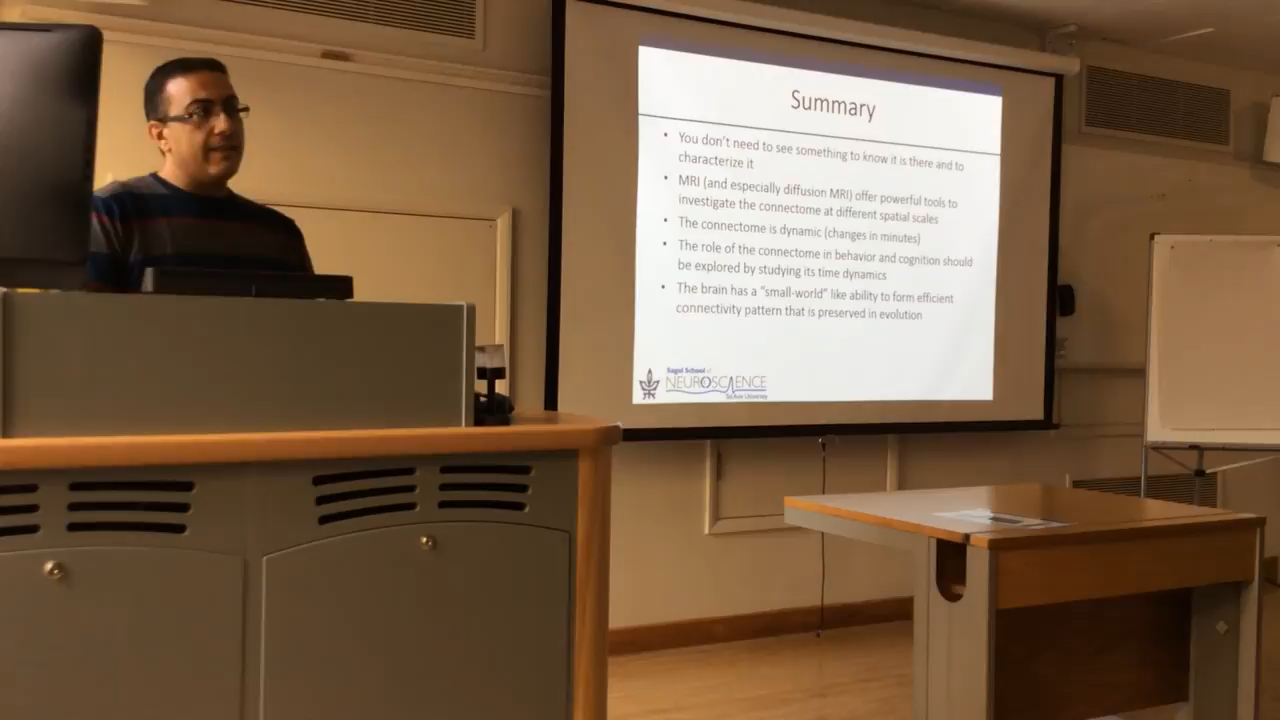 Summary
• You don't need to see something to know it is there and to
characterize it
• MRI (and especially diffusion MRI) offer powerful tools to
investigate the connectome at different spatial scales
• The connectome is dynamic (changes in minutes)
• The role of the connectome in behavior and cognition should
be explored by studying its time dynamics
• The brain has a "small-world" like ability to form efficient
connectivity pattern that is preserved in evolution
Sagol School of
NEUROSCIENCE
Tel Aviv University